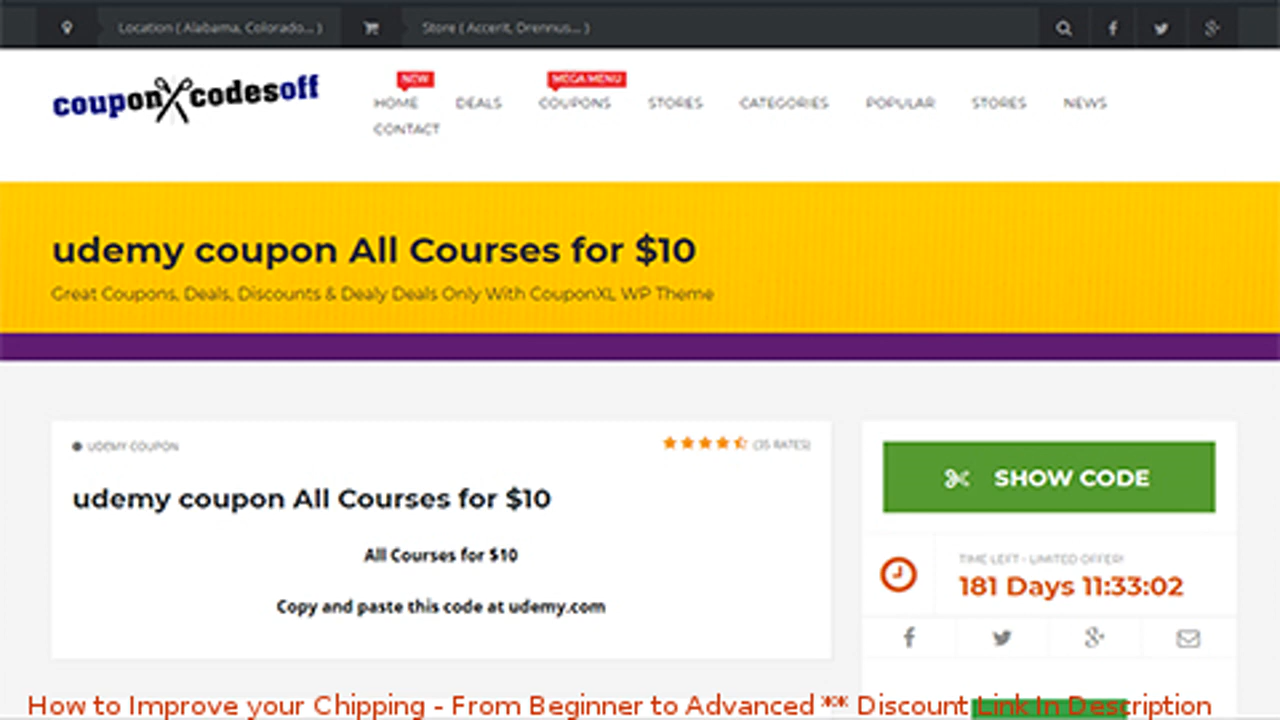 Location ( Alabama, Colorado... )
Store ( Accerit, Drennus... )
couponXcodesoff
NEW
MEGA MENU
HOME DEALS COUPONS STORES CATEGORIES POPULAR STORES NEWS
CONTACT
udemy coupon All Courses for $10
Great Coupons, Deals, Discounts & Dealy Deals Only With CouponXL WP Theme
UDEMY COUPON
(35 RATES)
udemy coupon All Courses for $10
All Courses for $10
Copy and paste this code at udemy.com
SHOW CODE
TIME LEFT - LIMITED OFFER!
181 Days 11:33:02
How to Improve your Chipping - From Beginner to Advanced ** Discount Link In Description